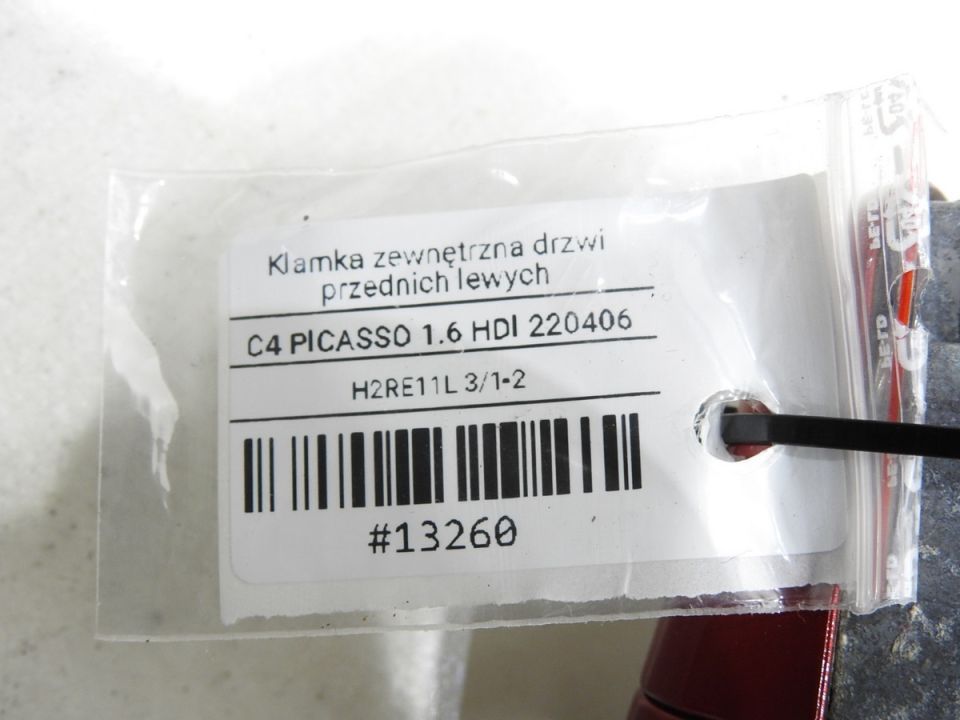 Klamka zewnętrzna drzwi
przednich lewych
C4 PICASSO 1.6 HDI 220406
H2RE11L 3/1-2
#13260